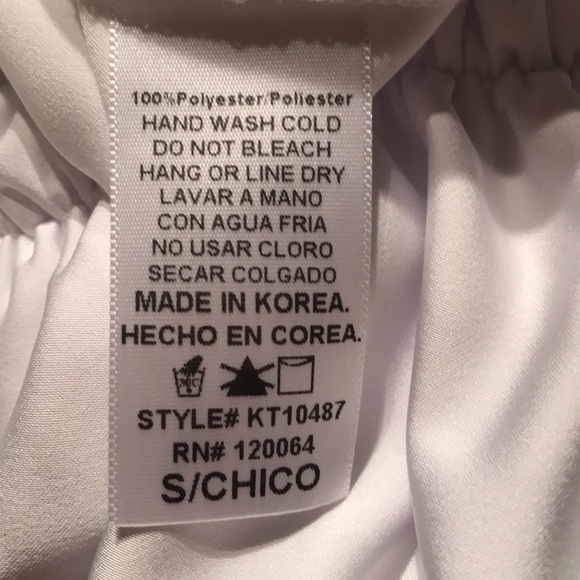 100%Polyester/Poliester
HAND WASH COLD
DO NOT BLEACH
HANG OR LINE DRY
LAVAR A MANO
CON AGUA FRIA
NO USAR CLORO
SECAR COLGADO
MADE IN KOREA.
HECHO EN COREA.
STYLE# KT10487
RN# 120064
S/CHICO